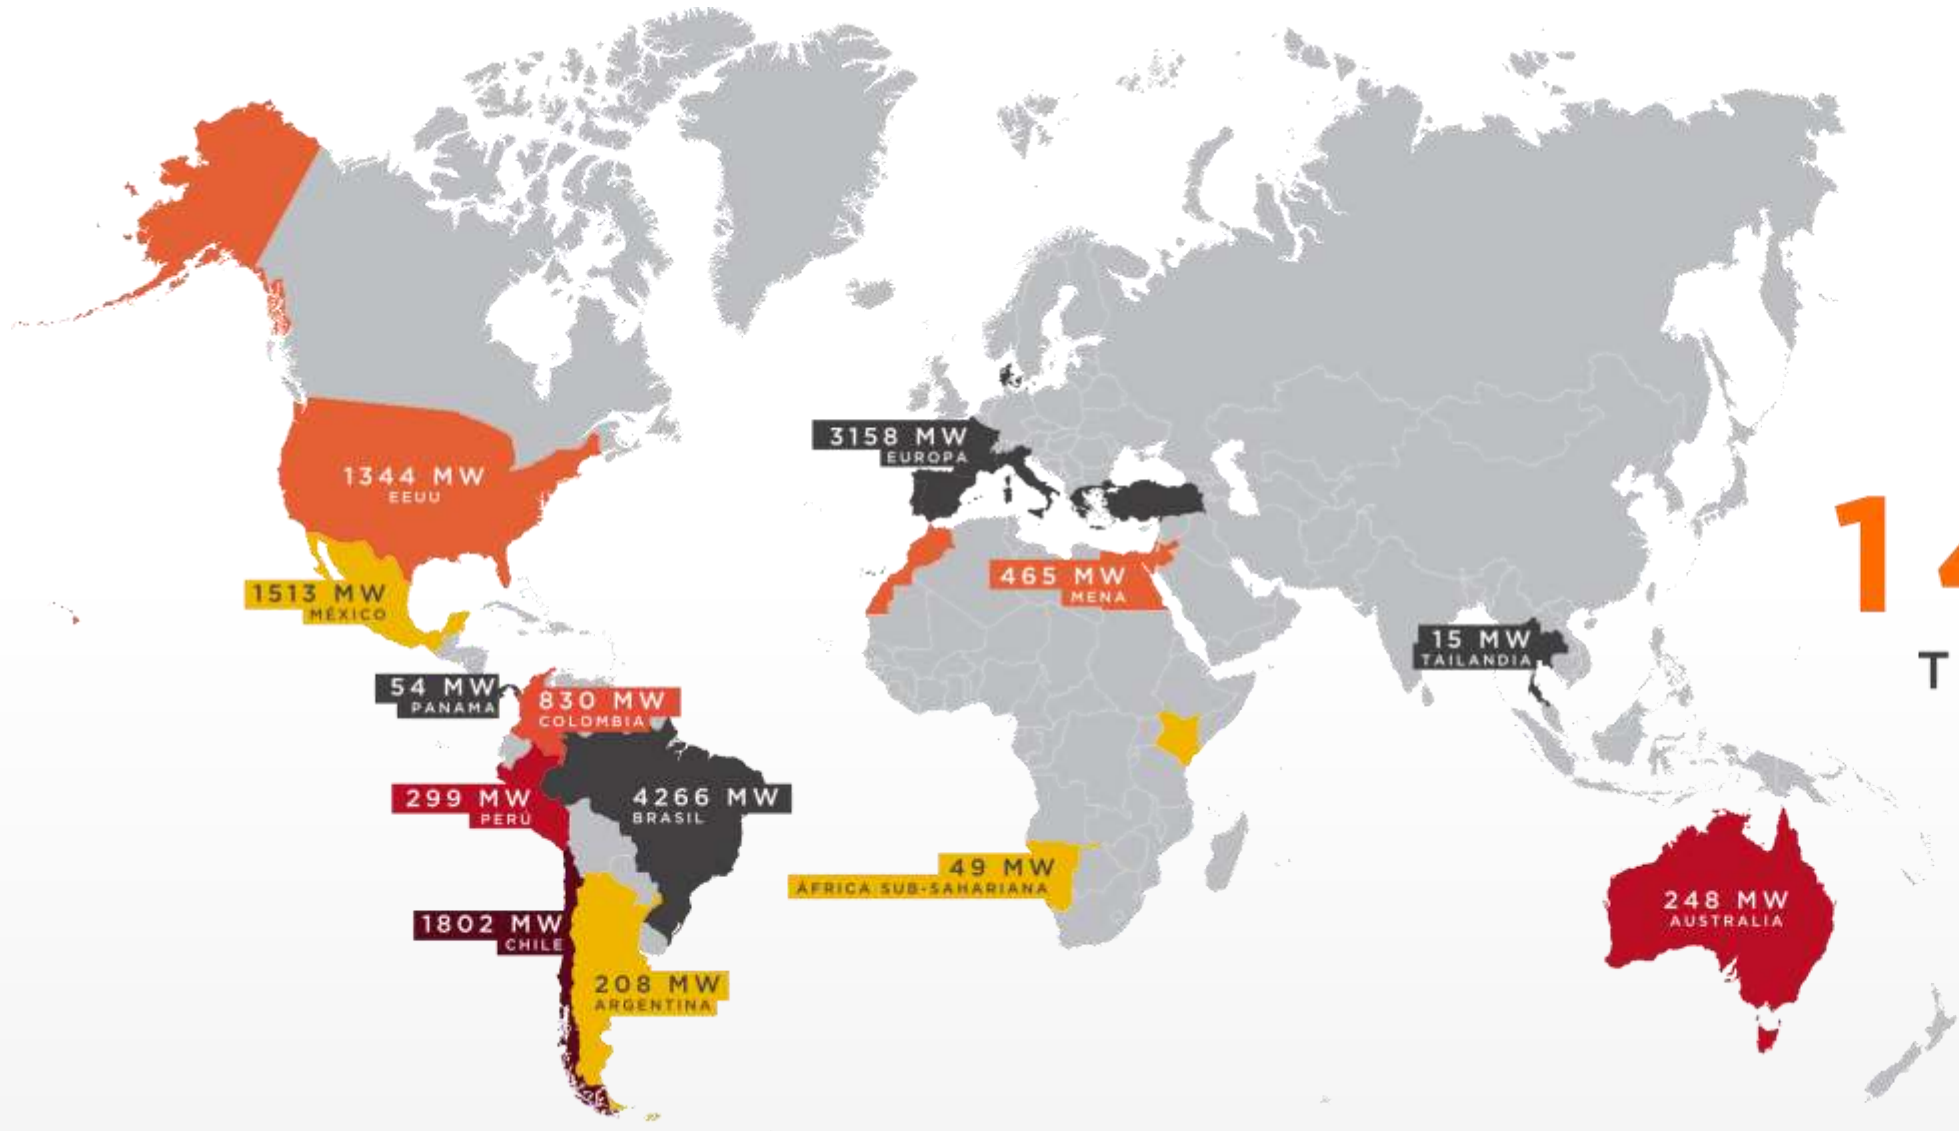 3158 MW
EUROPA
1344 MW
EEUU
465 MW
MENA
1513 MW
MÉXICO
15 MW
TAILANDIA
54 MW
PANAMA
830 MW
COLOMBIA
299 MW
PERÚ
4266 MW
BRASIL
49 MW
ÁFRICA SUB-SAHARIANA
248 MW
AUSTRALIA
1802 MW
CHILE
208 MW
ARGENTINA
1
T